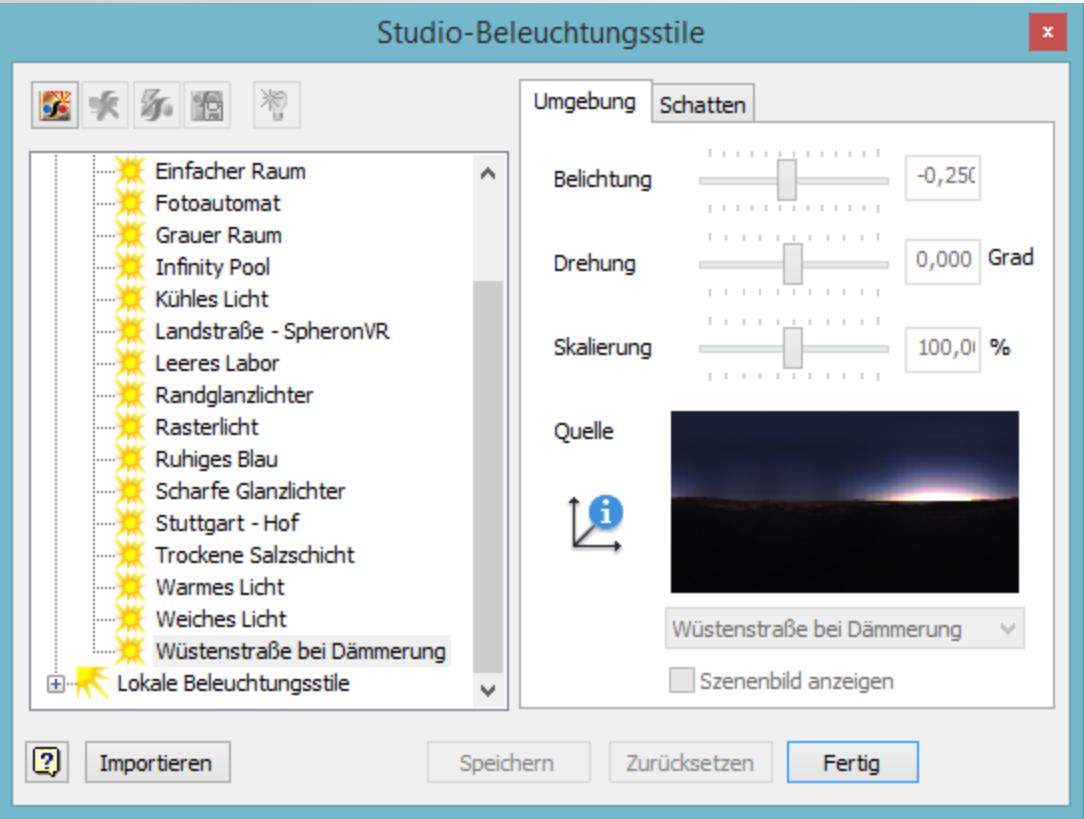 Studio-Beleuchtungsstile
Einfacher Raum
Fotoautomat
Grauer Raum
Infinity Pool
Kühles Licht
Landstraße - SpheronVR
Leeres Labor
Randglanzlichter
Rasterlicht
Ruhiges Blau
Scharfe Glanzlichter
Stuttgart - Hof
Trockene Salzschicht
Warmes Licht
Weiches Licht
Wüstenstraße bei Dämmerung
Lokale Beleuchtungsstile
Umgebung Schatten
Belichtung -0,250
Drehung 0,000 Grad
Skalierung 100,00 %
Quelle
Wüstenstraße bei Dämmerung
Szenenbild anzeigen
Importieren Speichern Zurücksetzen Fertig